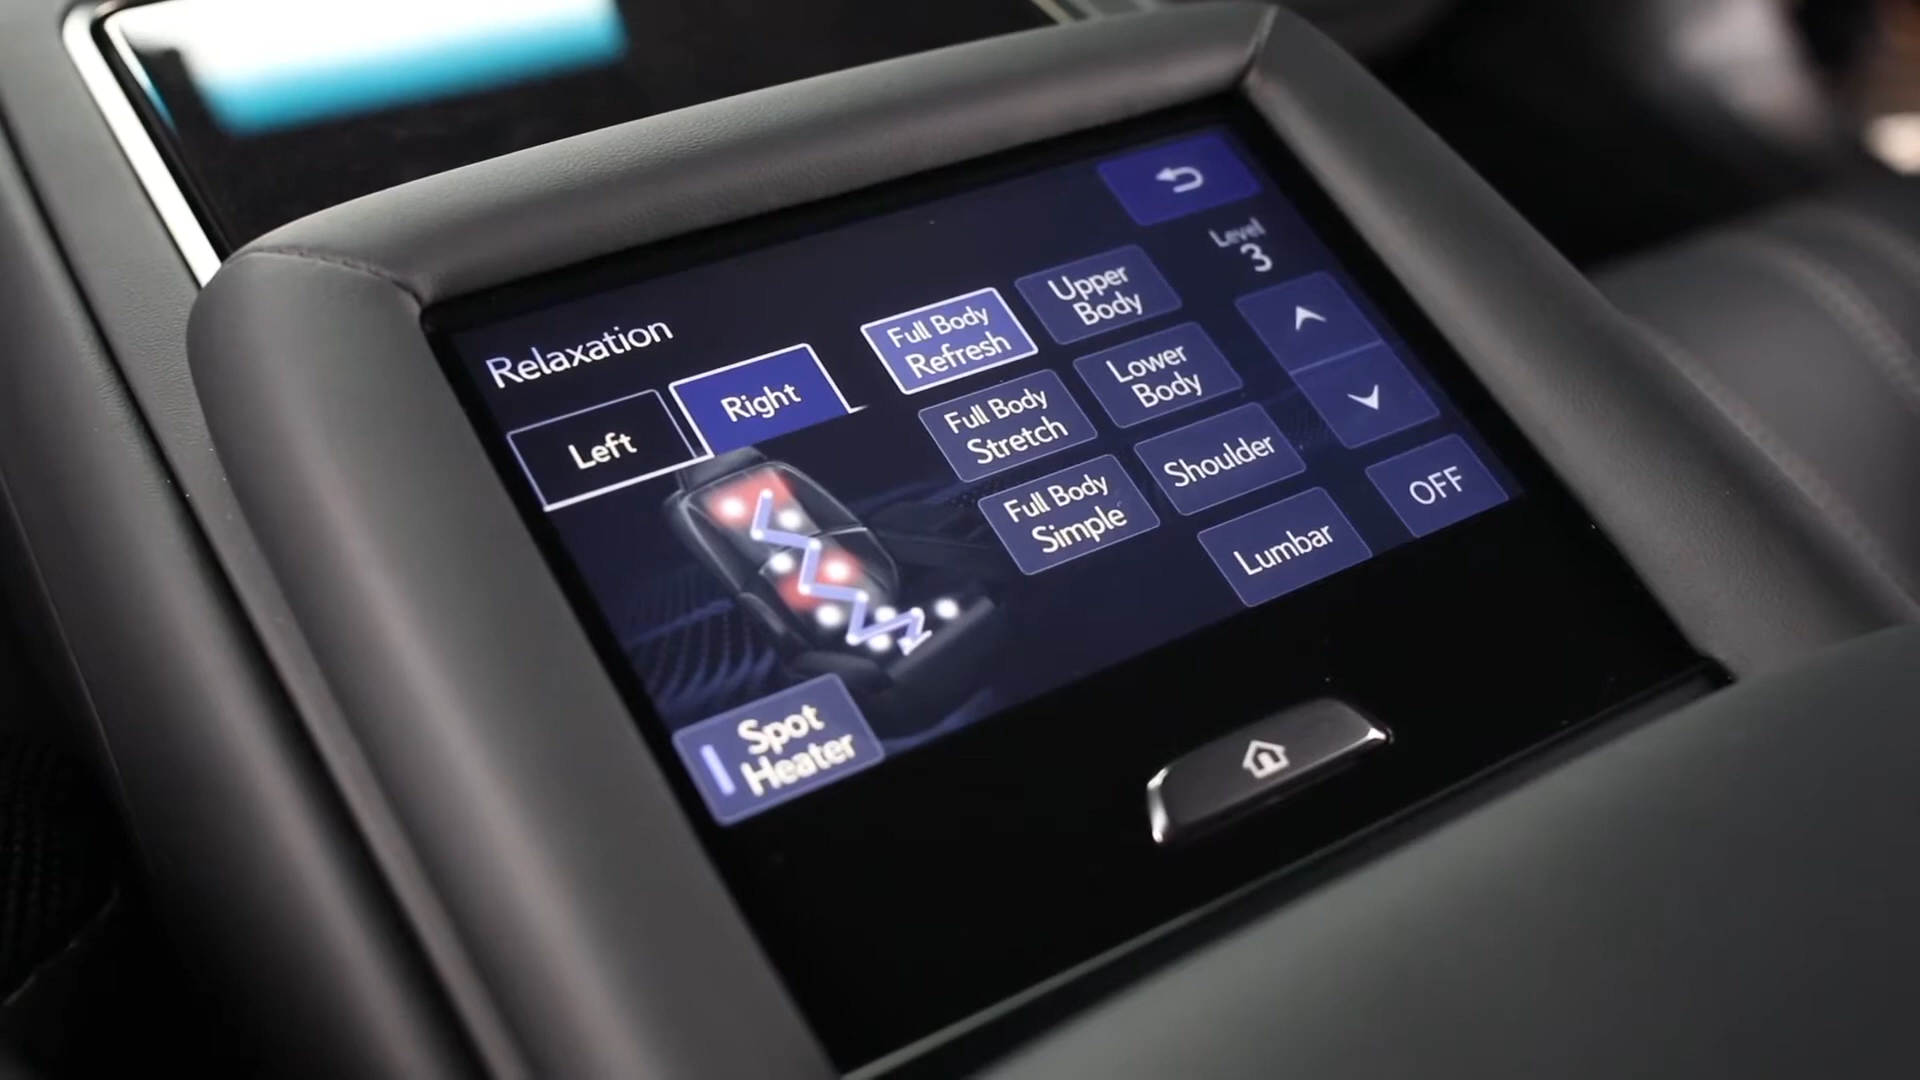 Relaxation
Left
Right
Full Body
Refresh
Upper
Body
Full Body
Stretch
Lower
Body
Full Body
Simple
Shoulder
Lumbar
Level
3
OFF
Spot
Heater